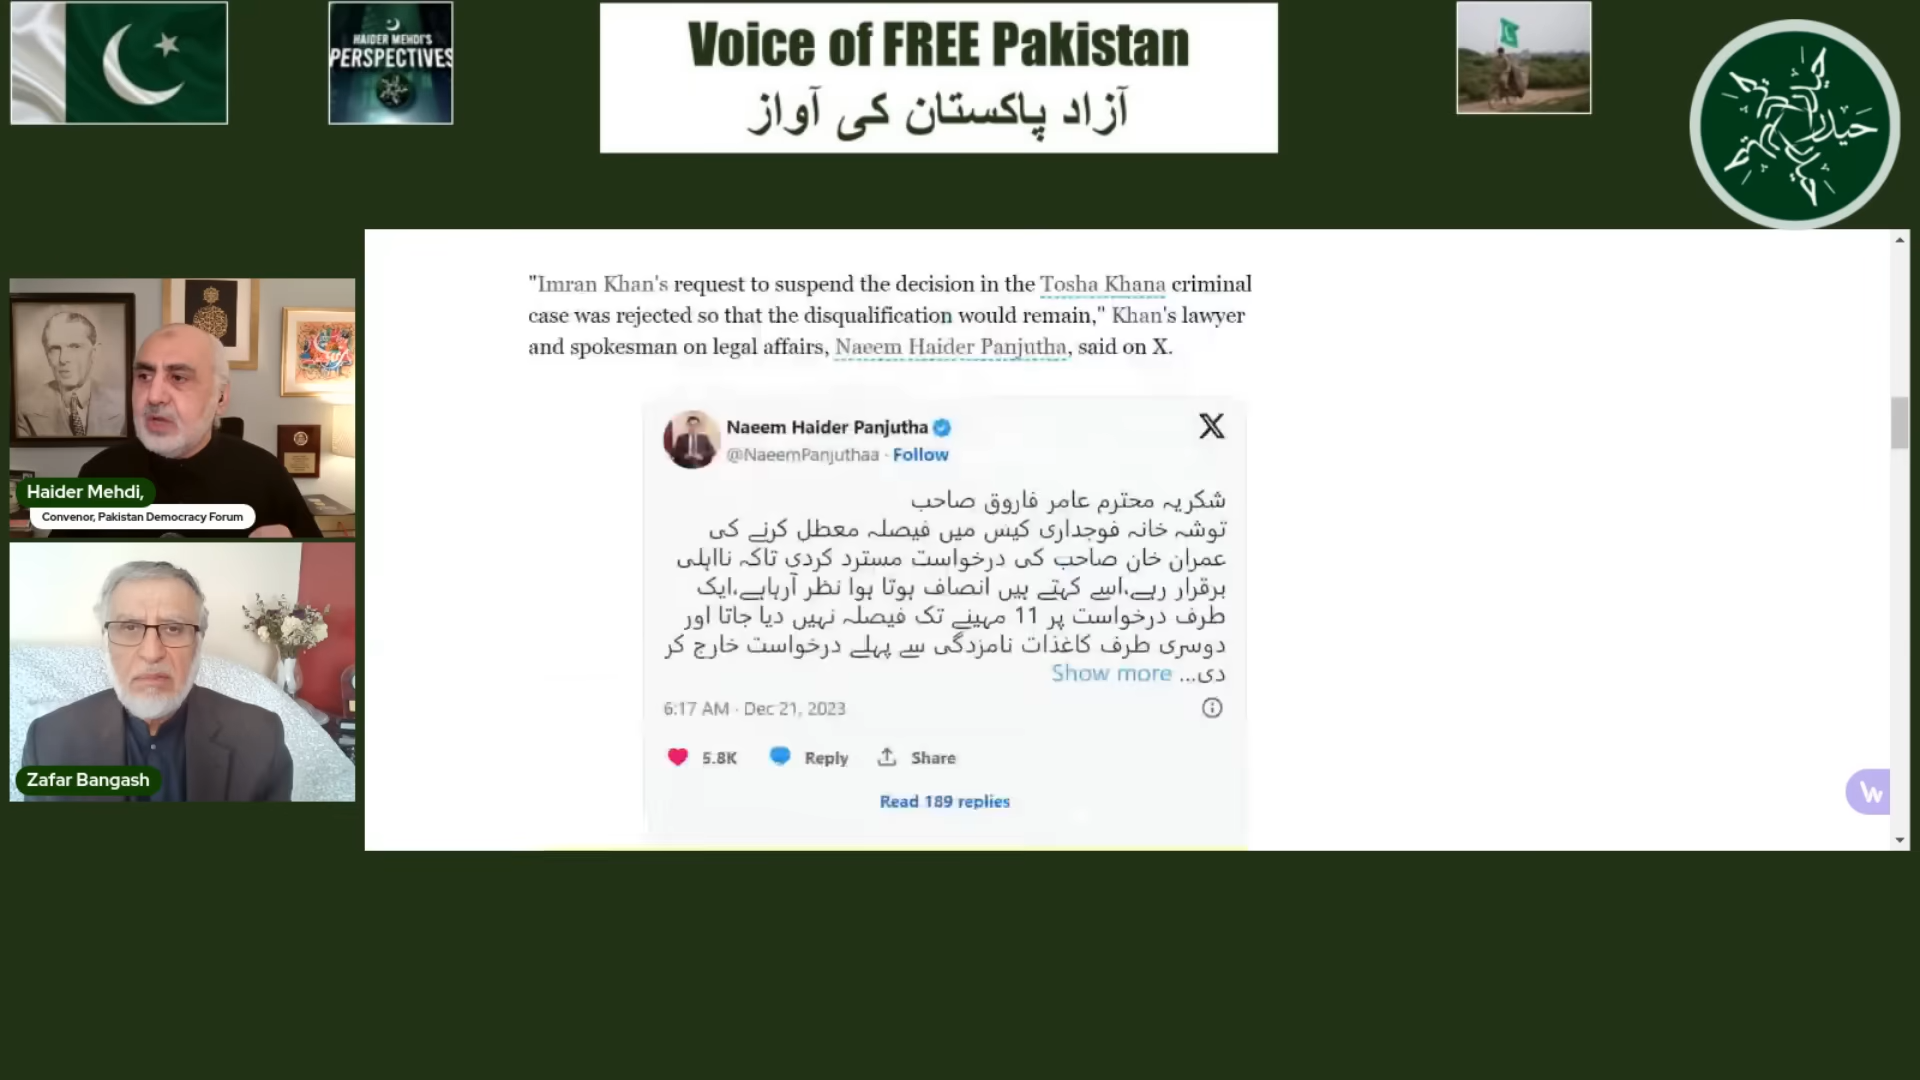 HAIDER MEHDI'S
PERSPECTIVES
Voice of FREE Pakistan
آزاد پاکستان کی آواز
"Imran Khan's request to suspend the decision in the Tosha Khana criminal
case was rejected so that the disqualification would remain," Khan's lawyer
and spokesman on legal affairs, Naeem Haider Panjutha, said on X.
Naeem Haider Panjutha
@NaeemPanjuthaa · Follow
شکریہ محترم عامر فاروق صاحب
توشہ خانہ فوجداری کیس میں فیصلہ معطل کرنے کی
عمران خان صاحب کی درخواست مسترد کردی تاکہ نااہلی
برقرار رہے،اسے کہتے ہیں انصاف ہوتا ہوا نظر آرہاہے،ایک
طرف درخواست پر 11 مہینے تک فیصلہ نہیں دیا جاتا اور
دوسری طرف کاغذات نامزدگی سے پہلے درخواست خارج کر
دی... Show more
6:17 AM · Dec 21, 2023
5.8K Reply Share
Read 189 replies
Haider Mehdi,
Convenor, Pakistan Democracy Forum
Zafar Bangash
حیدر